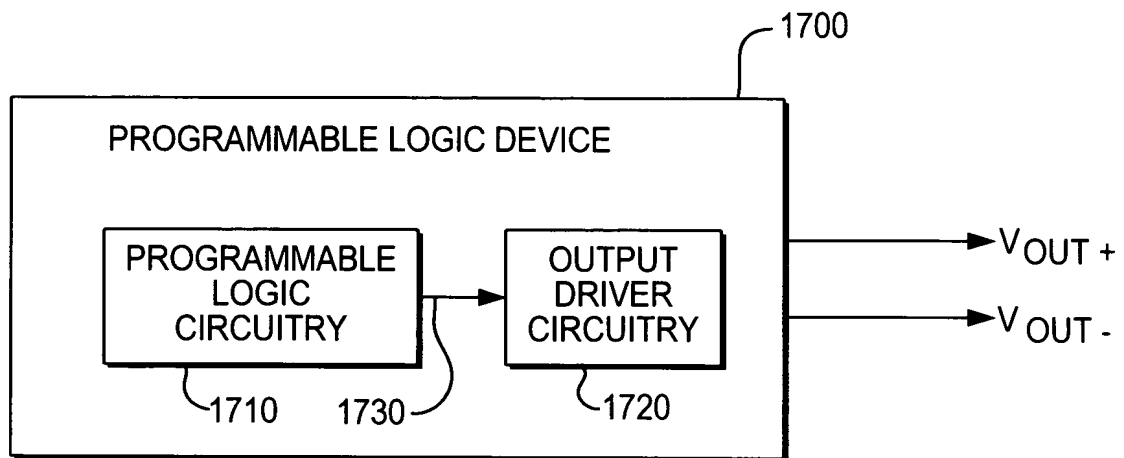 1700
PROGRAMMABLE LOGIC DEVICE
PROGRAMMABLE
LOGIC
CIRCUITRY
OUTPUT
DRIVER
CIRCUITRY
VOUT +
VOUT -
1710
1730
1720